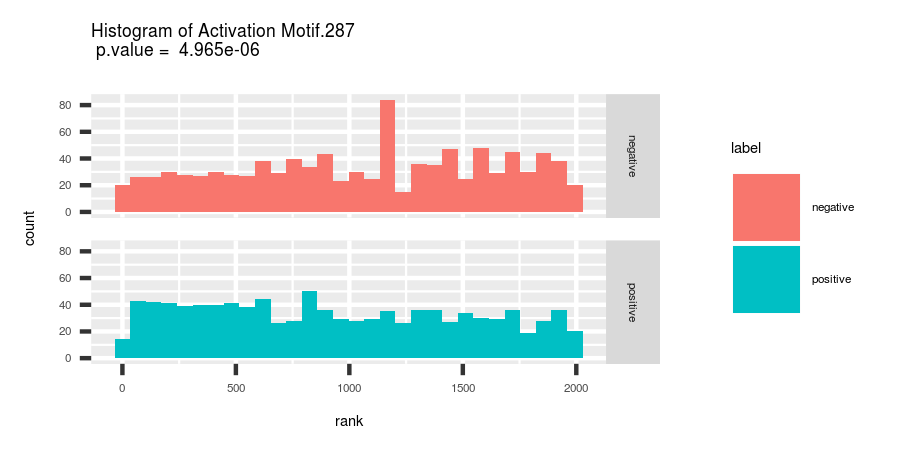 Histogram of Activation Motif.287
p.value = 4.965e-06
count
80
60
40
20
0
negative
80
60
40
20
0
positive
0 500 1000 1500 2000
rank
label
negative
positive